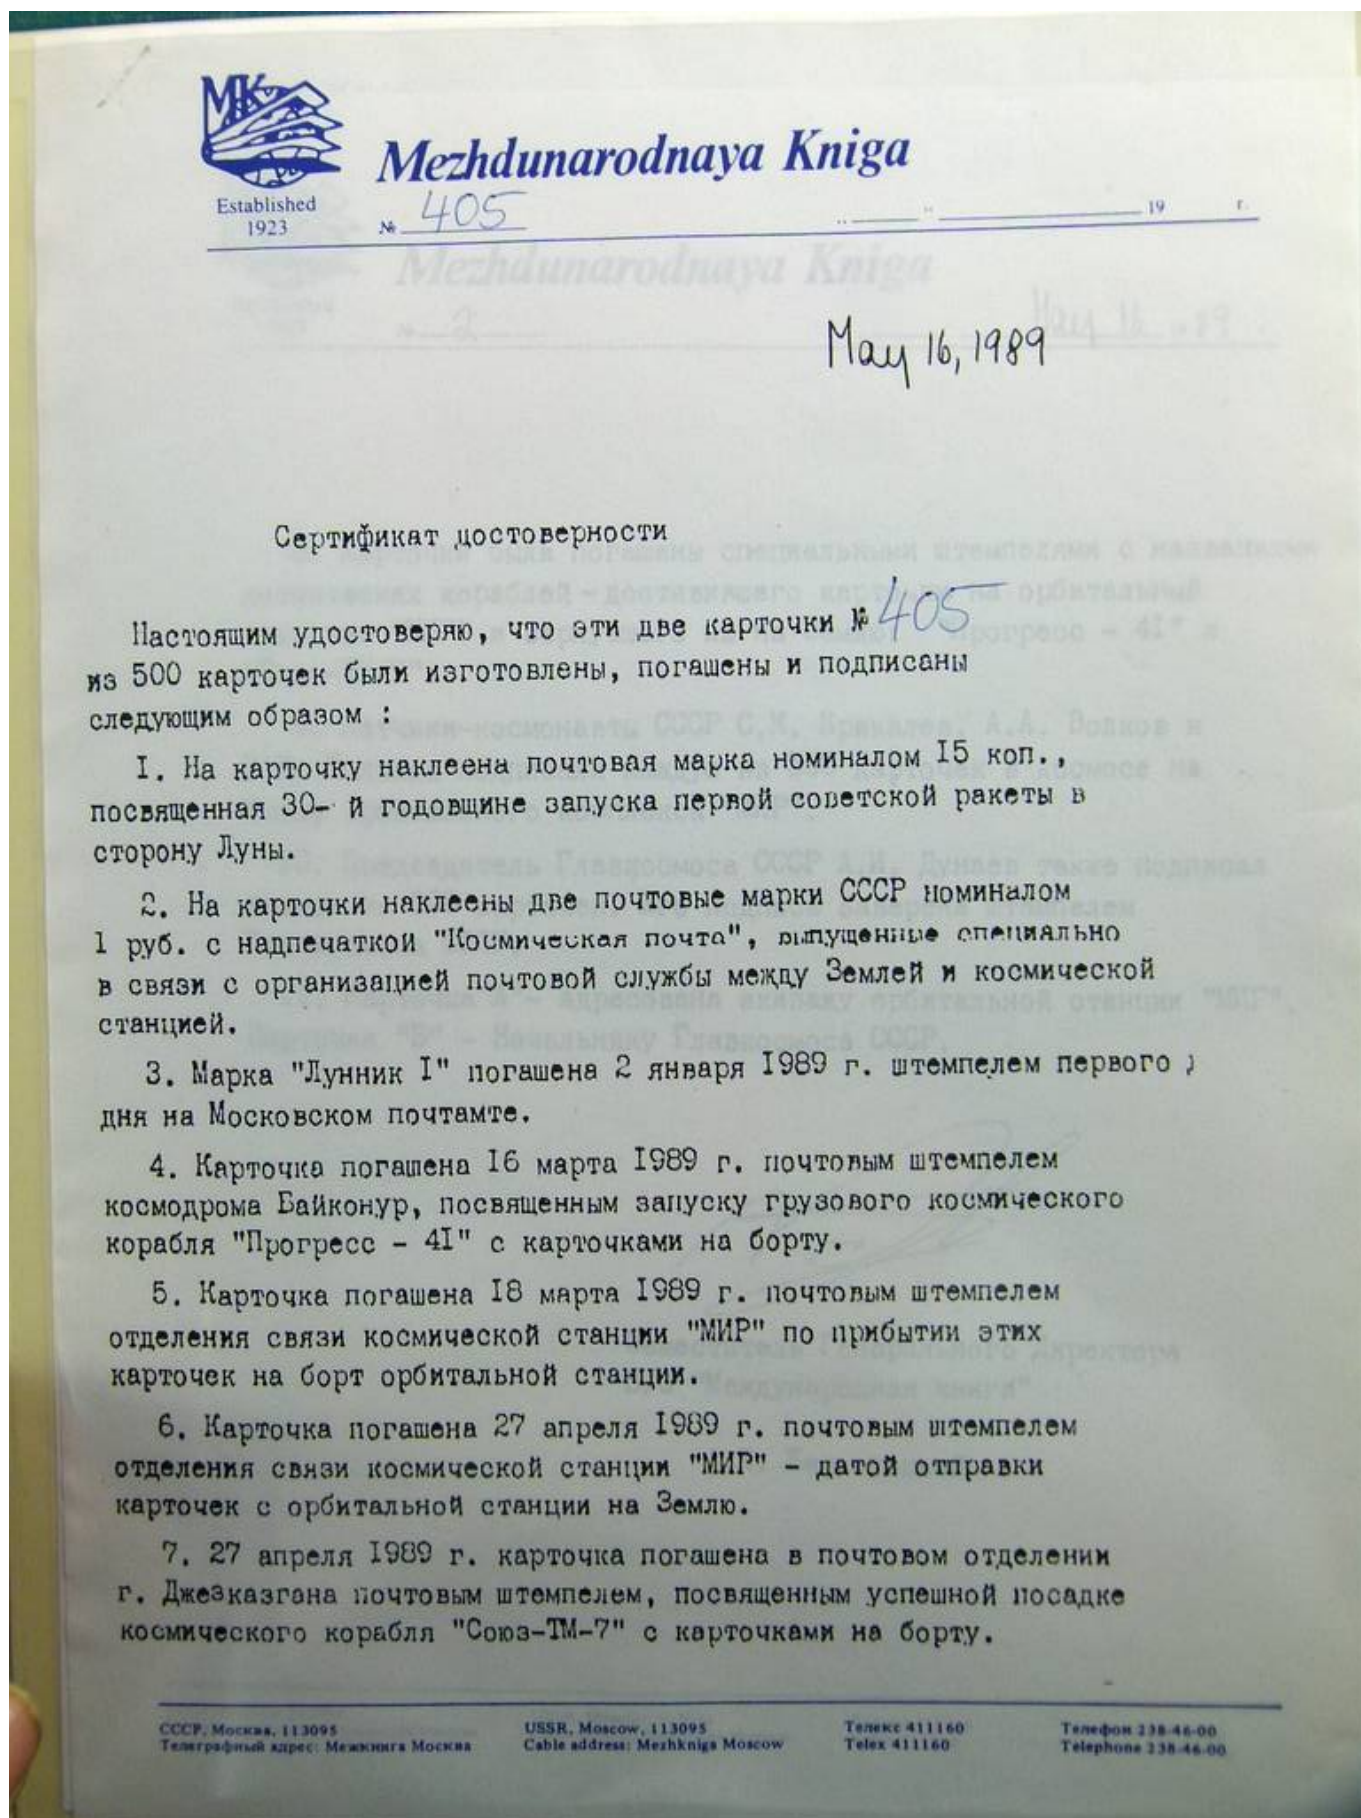 MK
Mezhdunarodnaya Kniga
Established
1923
№ 405
„ " 19 г.
May 16, 1989
Сертификат достоверности
Настоящим удостоверяю, что эти две карточки № 405
из 500 карточек были изготовлены, погашены и подписаны
следующим образом :
I. На карточку наклеена почтовая марка номиналом I5 коп.,
посвященная 30- й годовщине запуска первой советской ракеты в
сторону Луны.
2. На карточки наклеены две почтовые марки СССР номиналом
1 руб. с надпечаткой "Космическая почта", выпущенные специально
в связи с организацией почтовой службы между Землей и космической
станцией.
3. Марка "Лунник I" погашена 2 января I989 г. штемпелем первого
дня на Московском почтамте.
4. Карточка погашена I6 марта I989 г. почтовым штемпелем
космодрома Байконур, посвященным запуску грузового космического
корабля "Прогресс - 4I" с карточками на борту.
5. Карточка погашена I8 марта I989 г. почтовым штемпелем
отделения связи космической станции "МИР" по прибытии этих
карточек на борт орбитальной станции.
6. Карточка погашена 27 апреля I989 г. почтовым штемпелем
отделения связи космической станции "МИР" - датой отправки
карточек с орбитальной станции на Землю.
7. 27 апреля I989 г. карточка погашена в почтовом отделении
г. Джезказгана почтовым штемпелем, посвященным успешной посадке
космического корабля "Союз-ТМ-7" с карточками на борту.
СССР, Москва, 113095 USSR, Moscow, 113095 Телекс 411160 Телефон 238-46-00
Телеграфный адрес: Межкнига Москва Cable address: Mezhkniga Moscow Telex 411160 Telephone 238-46-00